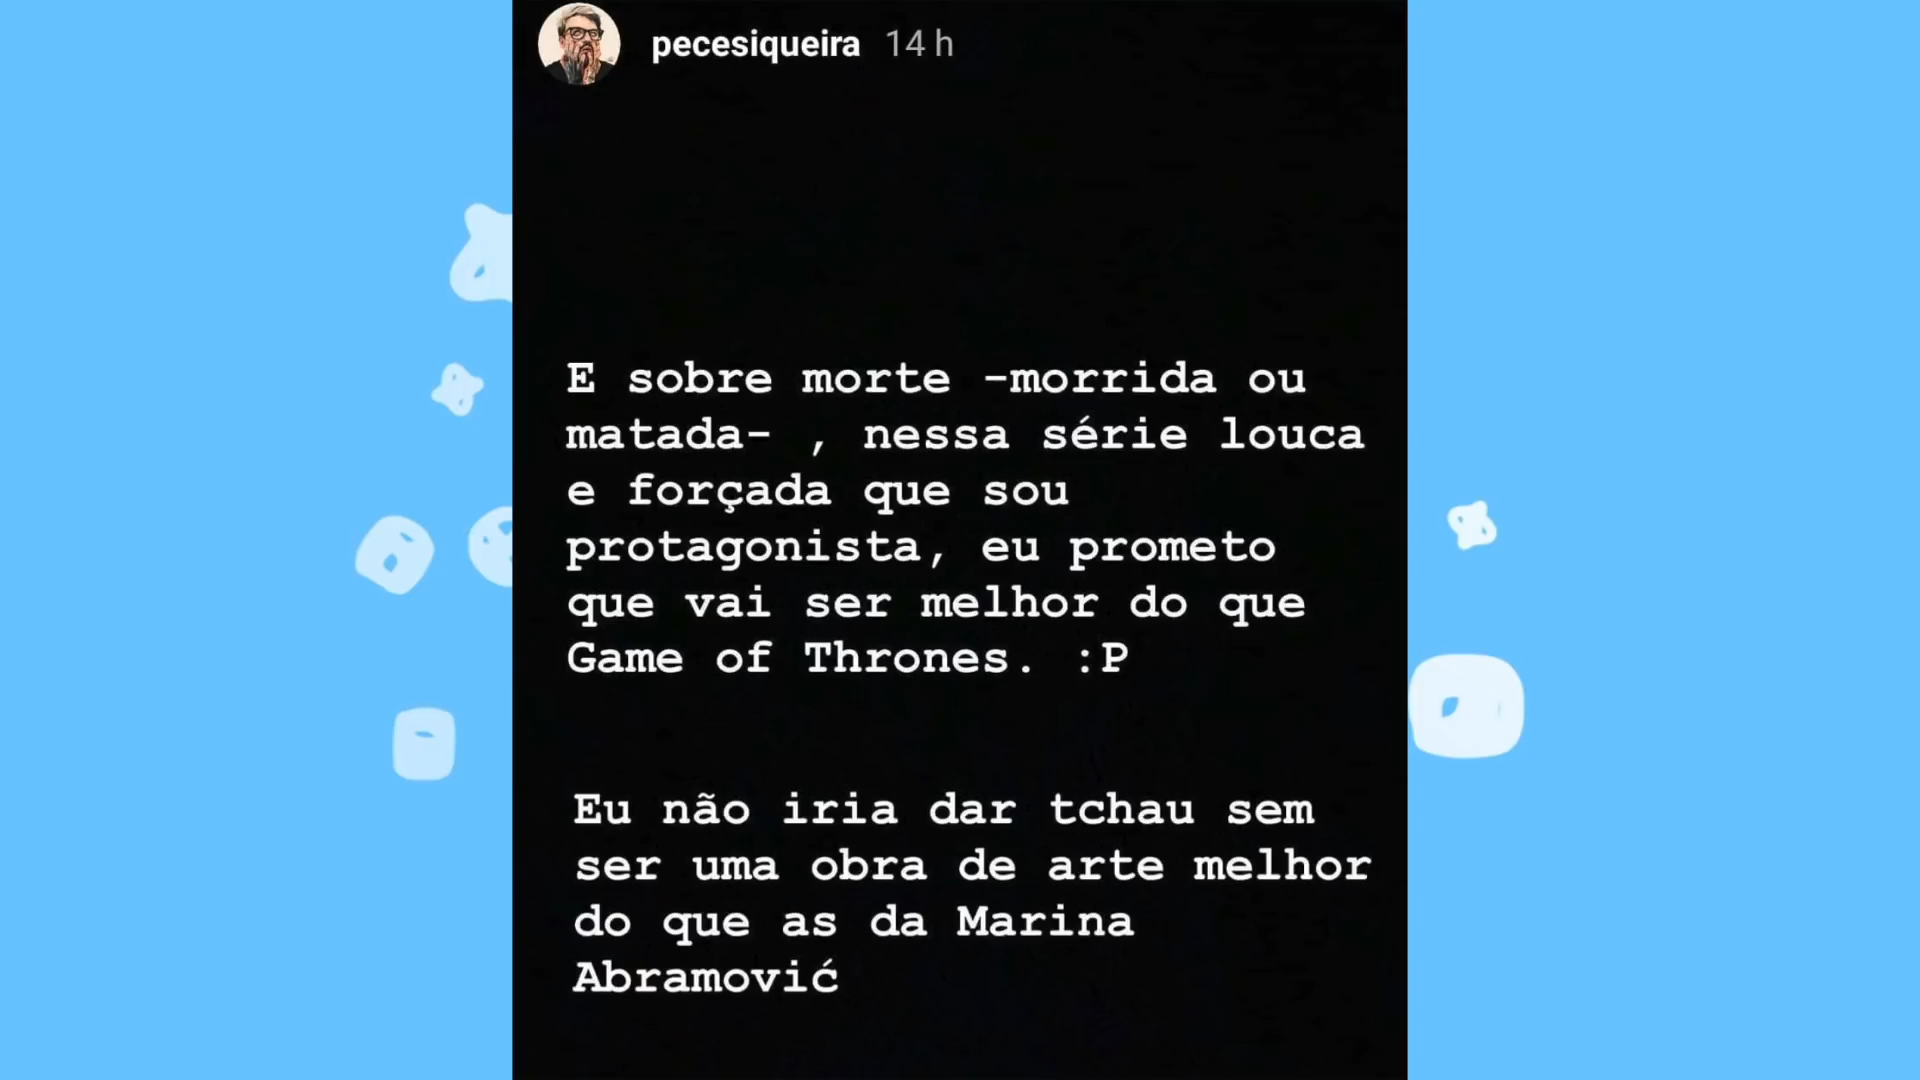 pecesiqueira 14 h
E sobre morte -morrida ou
matada- , nessa série louca
e forçada que sou
protagonista, eu prometo
que vai ser melhor do que
Game of Thrones. :P
Eu não iria dar tchau sem
ser uma obra de arte melhor
do que as da Marina
Abramović